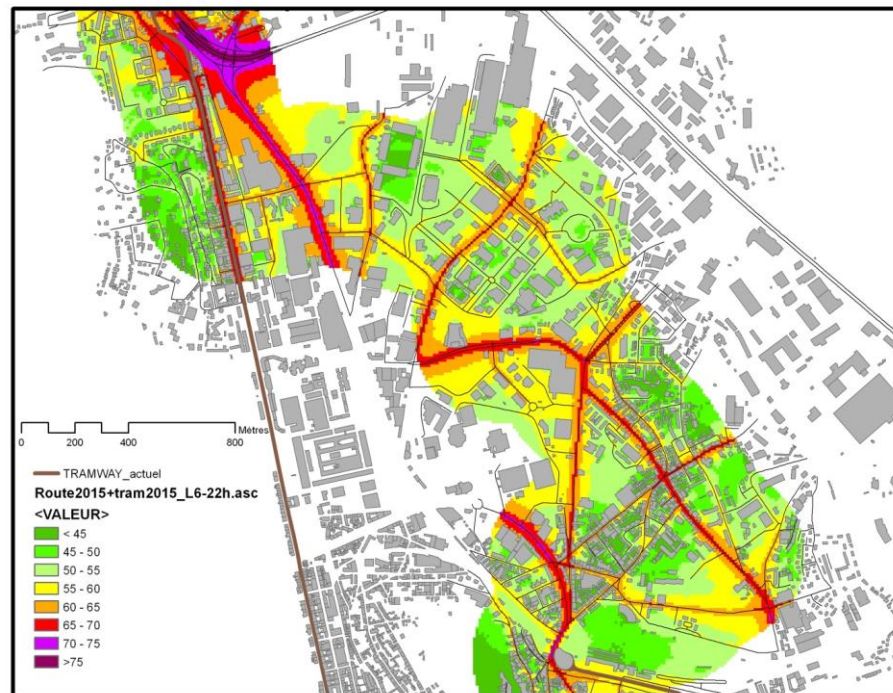 Mètres
0 200 400 800
TRAMWAY_actuel
Route2015+tram2015_L6-22h.asc
<VALEUR>
< 45
45 - 50
50 - 55
55 - 60
60 - 65
65 - 70
70 - 75
>75